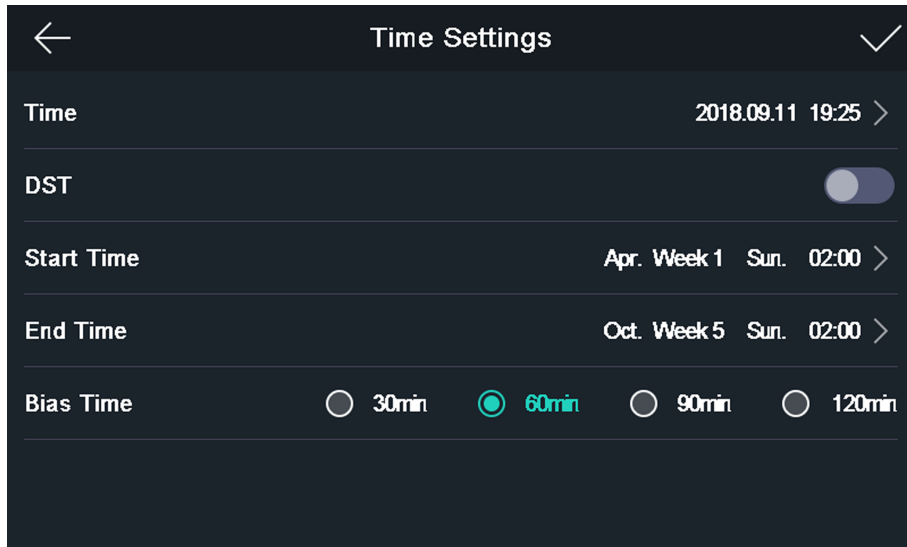 Time Settings
Time 2018.09.11 19:25
DST
Start Time Apr. Week 1 Sun. 02:00
End Time Oct. Week 5 Sun. 02:00
Bias Time 30min 60min 90min 120min